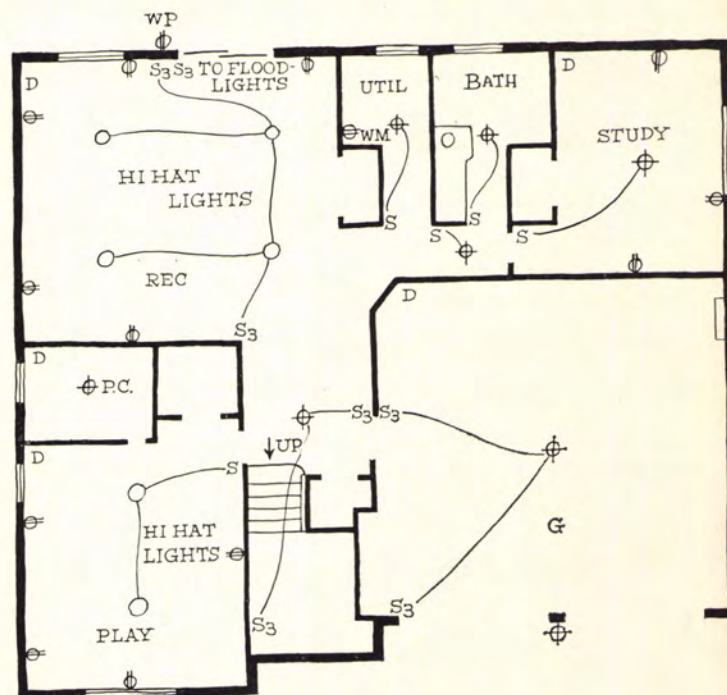 WP
D
S3 S3 TO FLOOD-
LIGHTS
UTIL
BATH
D
WM
STUDY
HI HAT
LIGHTS
S
S
S
S
REC
D
S3
D
P.C.
S3 S3
UP
D
S
HI HAT
LIGHTS
G
S3
S3
PLAY